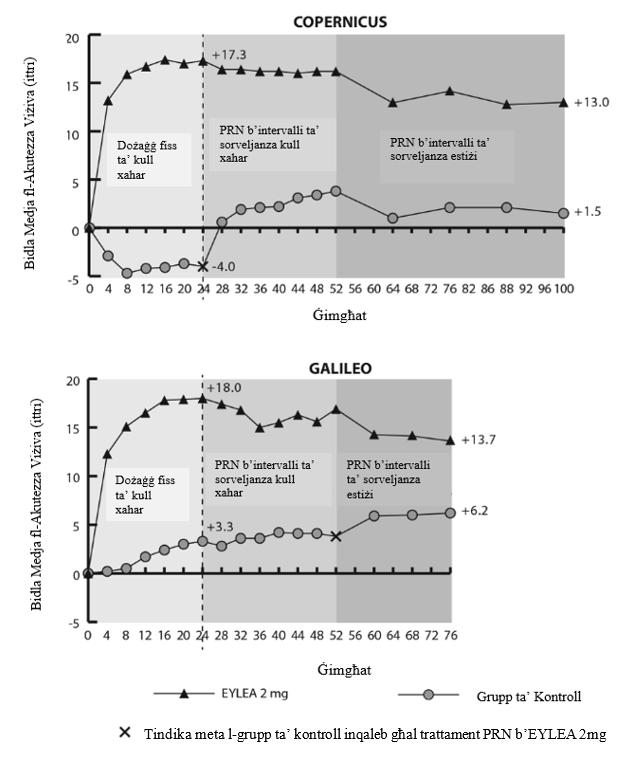 COPERNICUS
Bidla Medja fl-Akutezza Viżiva (ittri)
20
15
10
5
0
-5
+17.3
-4.0
+13.0
+1.5
Dożaġġ fiss
ta' kull
xahar
PRN b'intervalli ta'
sorveljanza kull
xahar
PRN b'intervalli ta'
sorveljanza estiżi
0 4 8 12 16 20 24 28 32 36 40 44 48 52 56 60 64 68 72 76 80 84 88 92 96 100
Ġimgħat
GALILEO
Bidla Medja fl-Akutezza Viżiva (ittri)
20
15
10
5
0
-5
+18.0
+3.3
+13.7
+6.2
Dożaġġ fiss
ta' kull
xahar
PRN b'intervalli ta'
sorveljanza kull
xahar
PRN b'intervalli
ta' sorveljanza
estiżi
0 4 8 12 16 20 24 28 32 36 40 44 48 52 56 60 64 68 72 76
Ġimgħat
EYLEA 2 mg
Grupp ta' Kontroll
× Tindika meta l-grupp ta' kontroll inqaleb għal trattament PRN b'EYLEA 2mg